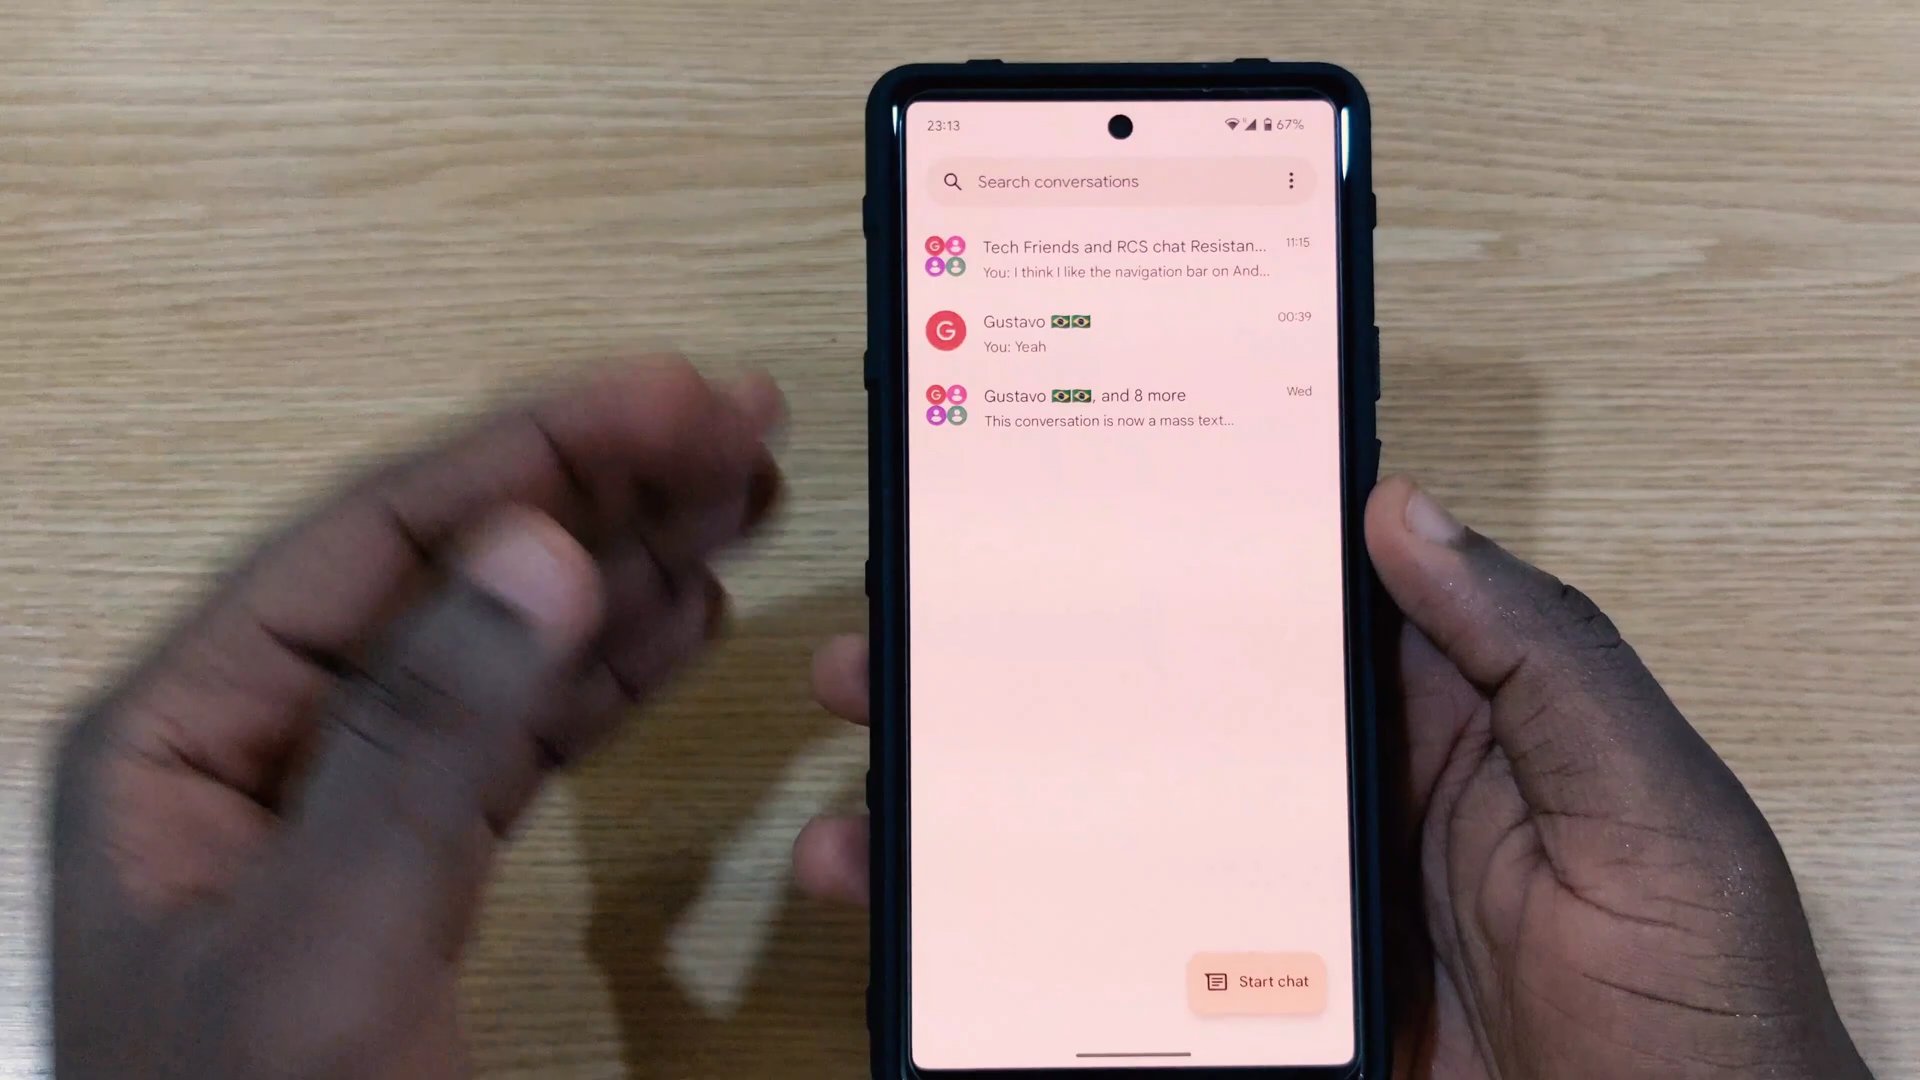 23:13
67%
Search conversations
G
Tech Friends and RCS chat Resistan... 11:15
You: I think I like the navigation bar on And...
G
Gustavo 🇧🇷🇧🇷 00:39
You: Yeah
G
Gustavo 🇧🇷🇧🇷, and 8 more Wed
This conversation is now a mass text...
Start chat